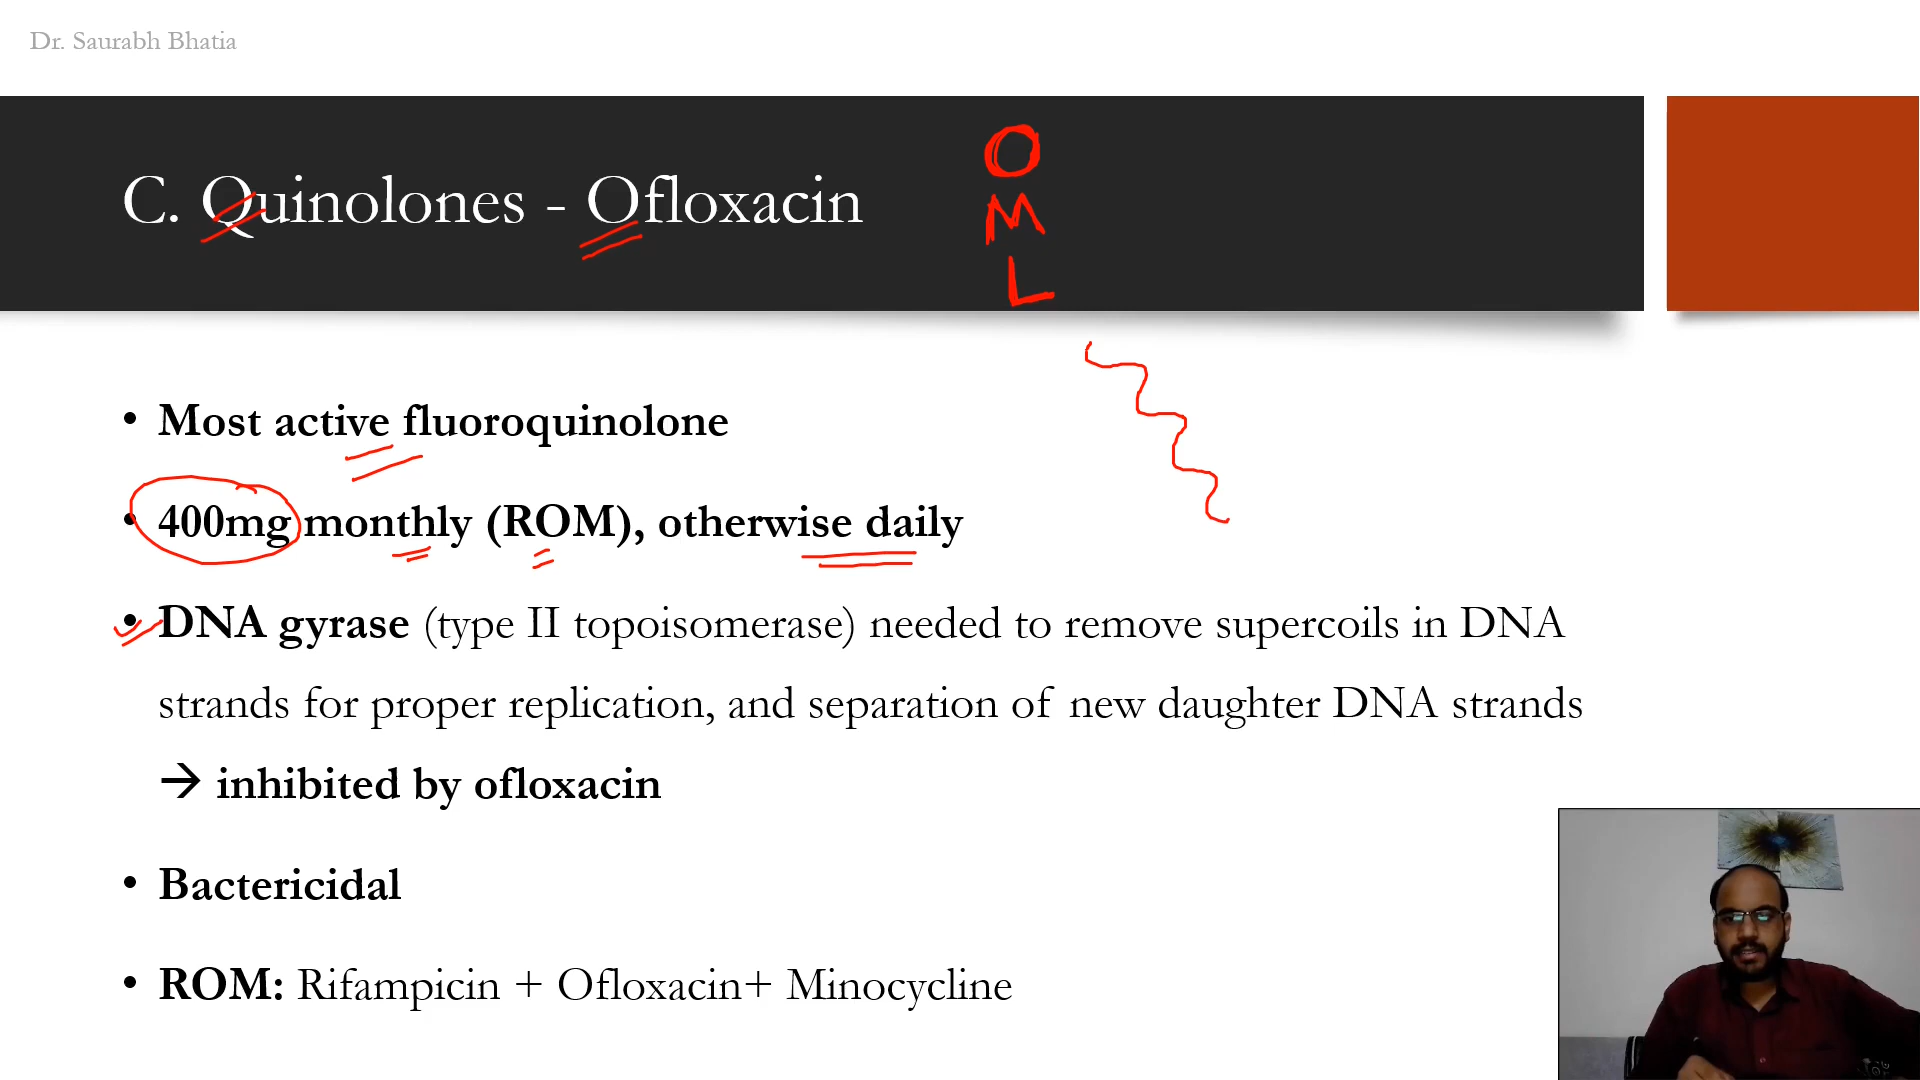 Dr. Saurabh Bhatia
C. Quinolones - Ofloxacin
O
M
L
• Most active fluoroquinolone
• 400mg monthly (ROM), otherwise daily
• DNA gyrase (type II topoisomerase) needed to remove supercoils in DNA
strands for proper replication, and separation of new daughter DNA strands
→ inhibited by ofloxacin
• Bactericidal
• ROM: Rifampicin + Ofloxacin+ Minocycline